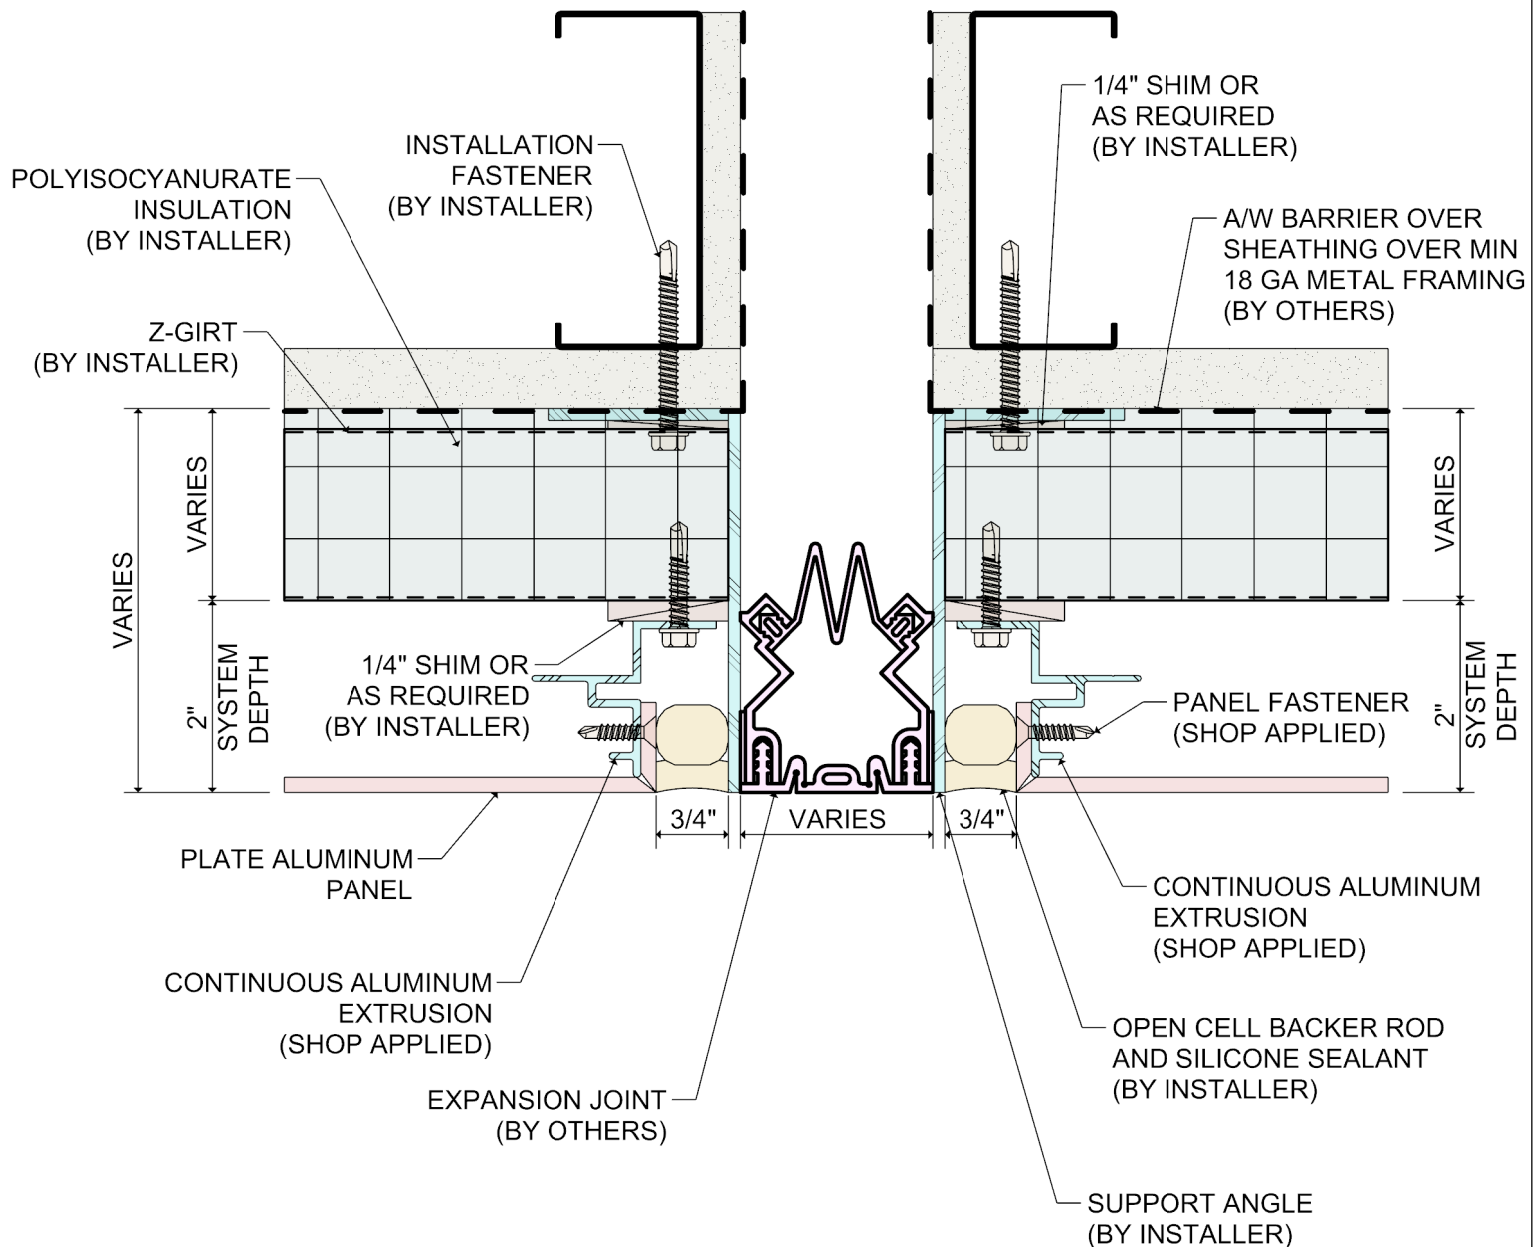 1/4" SHIM OR
AS REQUIRED
(BY INSTALLER)
INSTALLATION
FASTENER
(BY INSTALLER)
POLYISOCYANURATE
INSULATION
(BY INSTALLER)
A/W BARRIER OVER
SHEATHING OVER MIN
18 GA METAL FRAMING
(BY OTHERS)
Z-GIRT
(BY INSTALLER)
VARIES
VARIES
VARIES
2"
SYSTEM
DEPTH
1/4" SHIM OR
AS REQUIRED
(BY INSTALLER)
PANEL FASTENER
(SHOP APPLIED)
2"
SYSTEM
DEPTH
3/4"
VARIES
3/4"
PLATE ALUMINUM
PANEL
CONTINUOUS ALUMINUM
EXTRUSION
(SHOP APPLIED)
CONTINUOUS ALUMINUM
EXTRUSION
(SHOP APPLIED)
OPEN CELL BACKER ROD
AND SILICONE SEALANT
(BY INSTALLER)
EXPANSION JOINT
(BY OTHERS)
SUPPORT ANGLE
(BY INSTALLER)